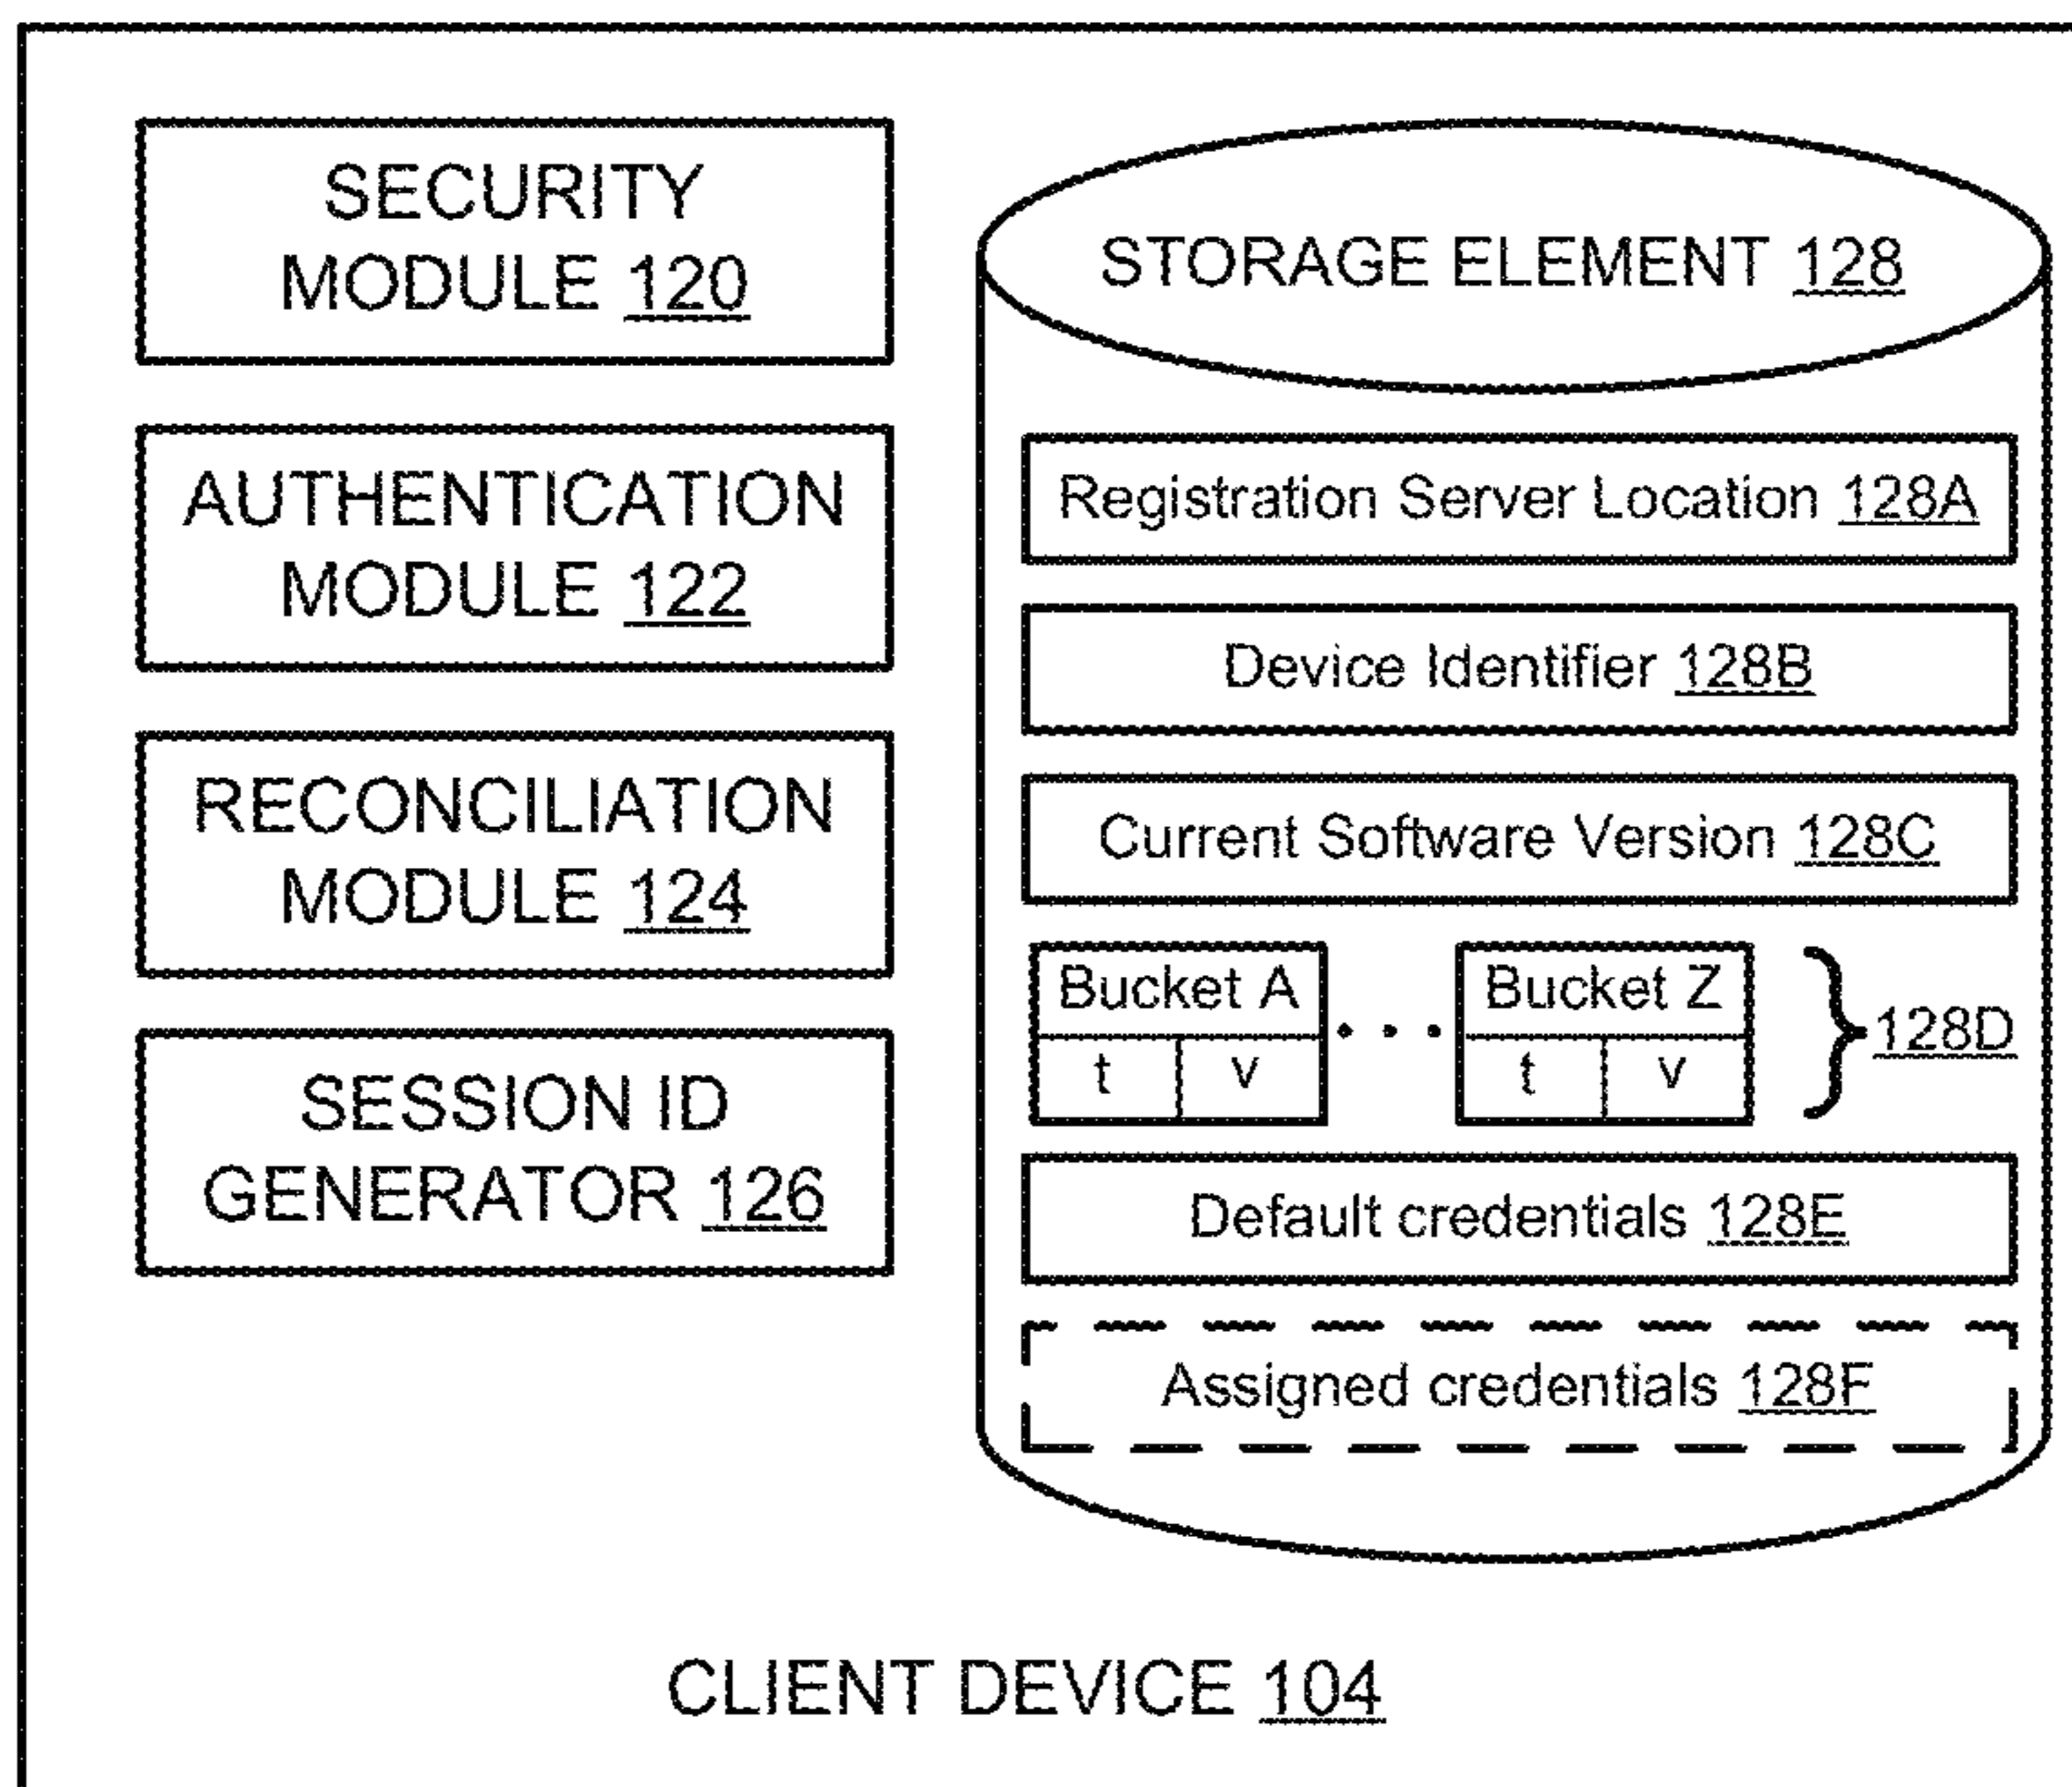 SECURITY
MODULE 120
AUTHENTICATION
MODULE 122
RECONCILIATION
MODULE 124
SESSION ID
GENERATOR 126
STORAGE ELEMENT 128
Registration Server Location 128A
Device Identifier 128B
Current Software Version 128C
Bucket A ... Bucket Z
t v t v
128D
Default credentials 128E
Assigned credentials 128F
CLIENT DEVICE 104